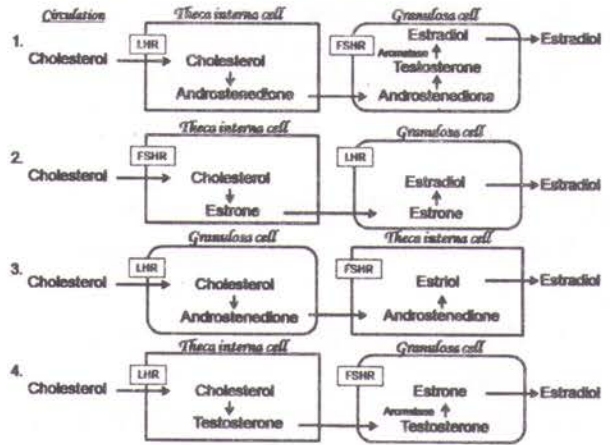 Circulation Theca interna cell Granulosa cell
1. LHR FSHR Estradiol Estradiol
Cholesterol Cholesterol Aromatase Testosterone
Androstenedione Androstenedione
Theca interna cell Granulosa cell
2. FSHR LHR
Cholesterol Cholesterol Estradiol Estradiol
Estrone Estrone
Granulosa cell Theca interna cell
3. LHR FSHR
Cholesterol Cholesterol Estriol Estradiol
Androstenedione Androstenedione
Theca interna cell Granulosa cell
4. LHR FSHR
Cholesterol Cholesterol Estrone Estradiol
Testosterone Aromatase Testosterone